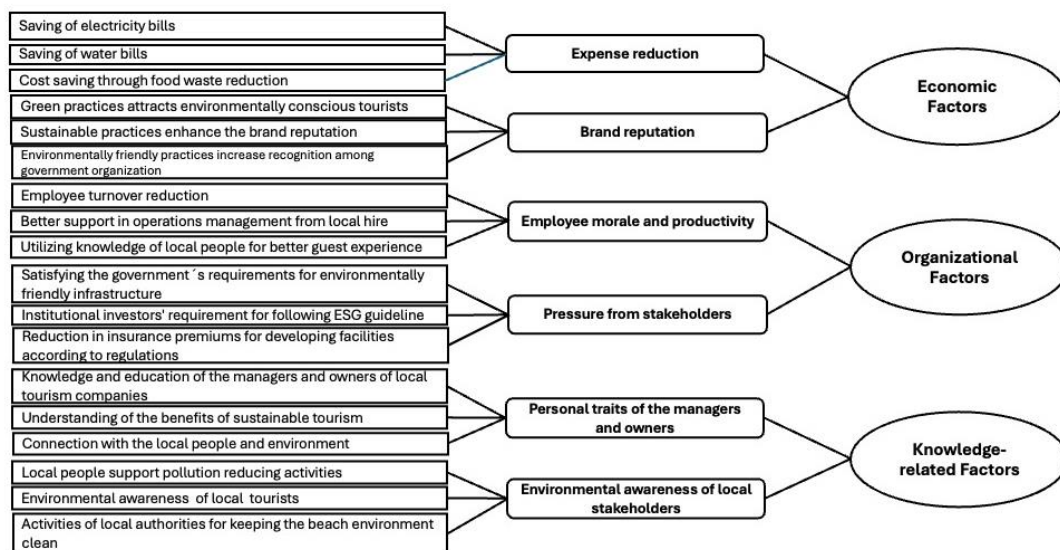 Saving of electricity bills
Saving of water bills
Cost saving through food waste reduction
Green practices attracts environmentally conscious tourists
Sustainable practices enhance the brand reputation
Environmentally friendly practices increase recognition among
government organization
Employee turnover reduction
Better support in operations management from local hire
Utilizing knowledge of local people for better guest experience
Satisfying the government´s requirements for environmentally
friendly infrastructure
Institutional investors' requirement for following ESG guideline
Reduction in insurance premiums for developing facilities
according to regulations
Knowledge and education of the managers and owners of local
tourism companies
Understanding of the benefits of sustainable tourism
Connection with the local people and environment
Local people support pollution reducing activities
Environmental awareness of local tourists
Activities of local authorities for keeping the beach environment
clean
Expense reduction
Brand reputation
Employee morale and productivity
Pressure from stakeholders
Personal traits of the managers
and owners
Environmental awareness of local
stakeholders
Economic
Factors
Organizational
Factors
Knowledge-
related Factors